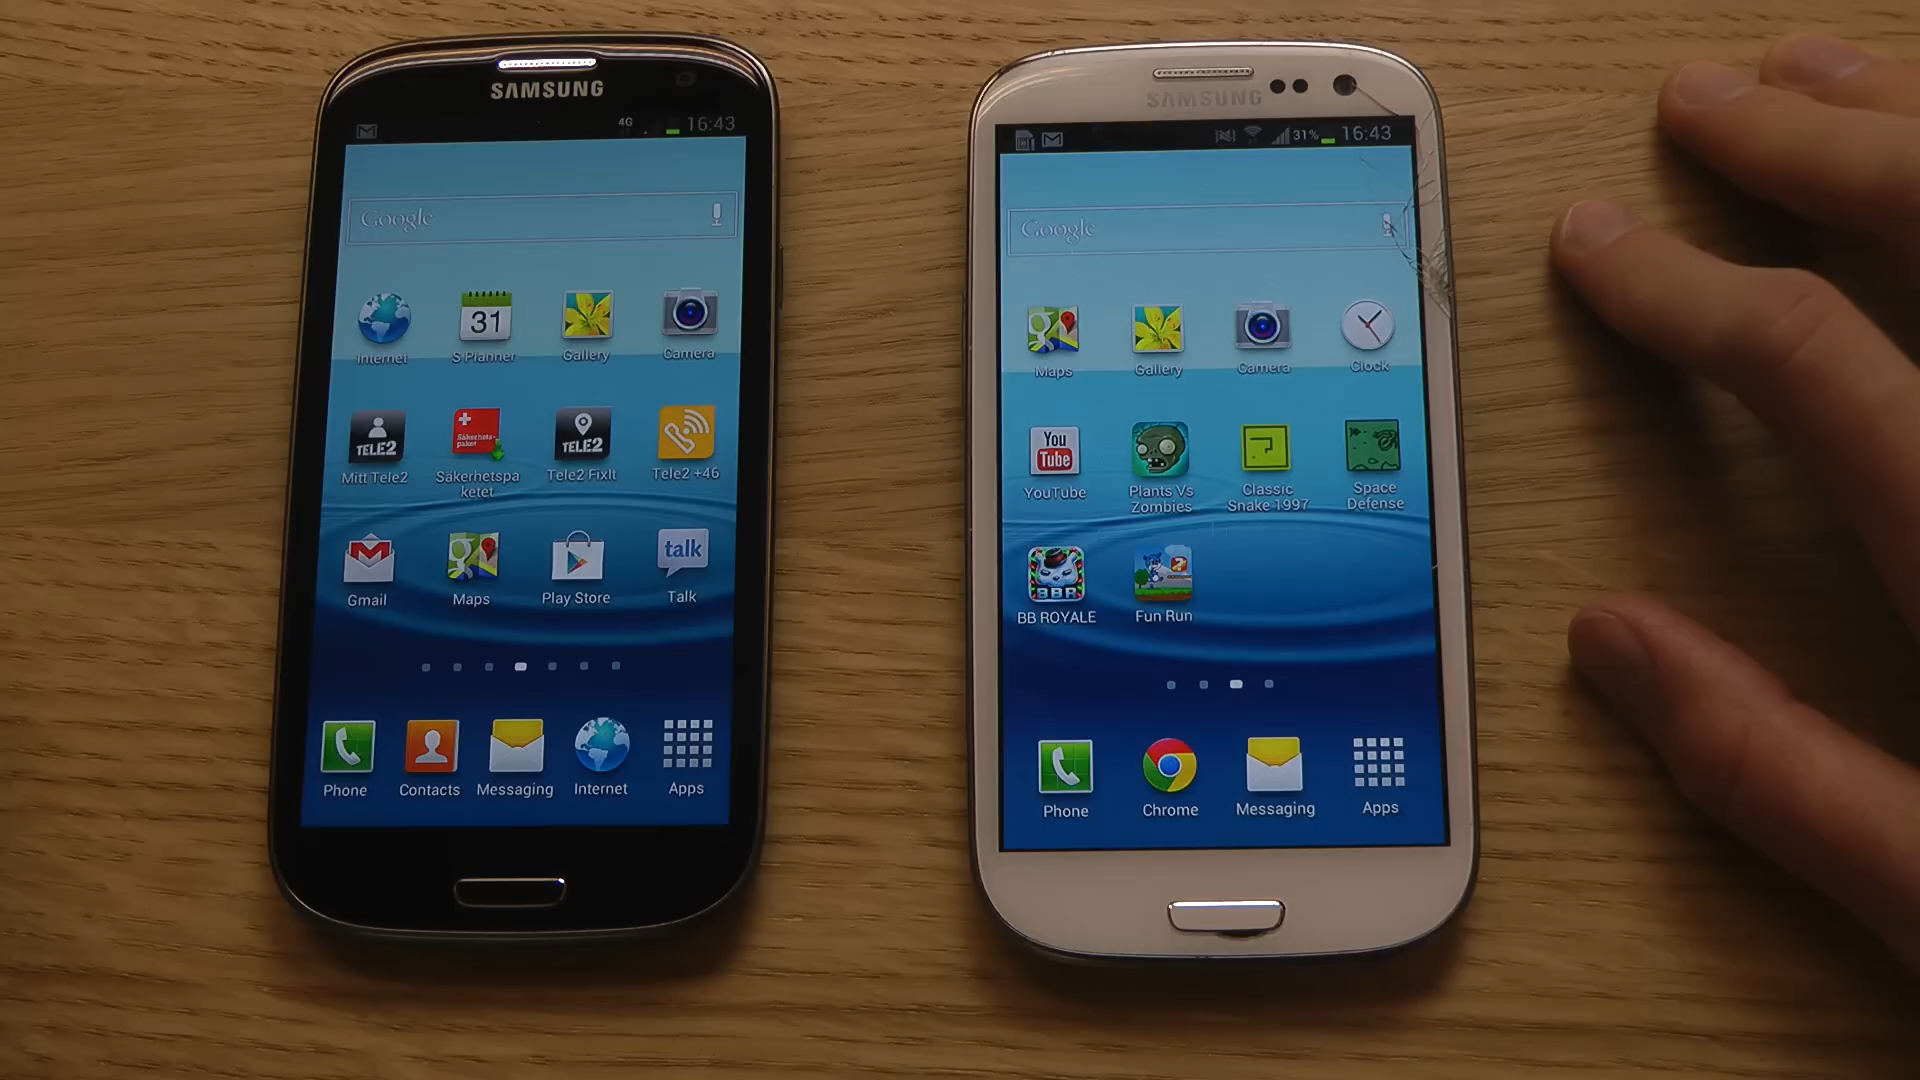 SAMSUNG
4G 16:43
Google
31
Internet S Planner Gallery Camera
TELE2 Säkerhets-
paket TELE2
Mitt Tele2 Säkerhetspa
ketet Tele2 FixIt Tele2 +46
talk
Gmail Maps Play Store Talk
Phone Contacts Messaging Internet Apps
SAMSUNG
31% 16:43
Google
Maps Gallery Camera Clock
You
Tube
YouTube Plants Vs
Zombies Classic
Snake 1997 Space
Defense
BBR
BB ROYALE Fun Run
Phone Chrome Messaging Apps